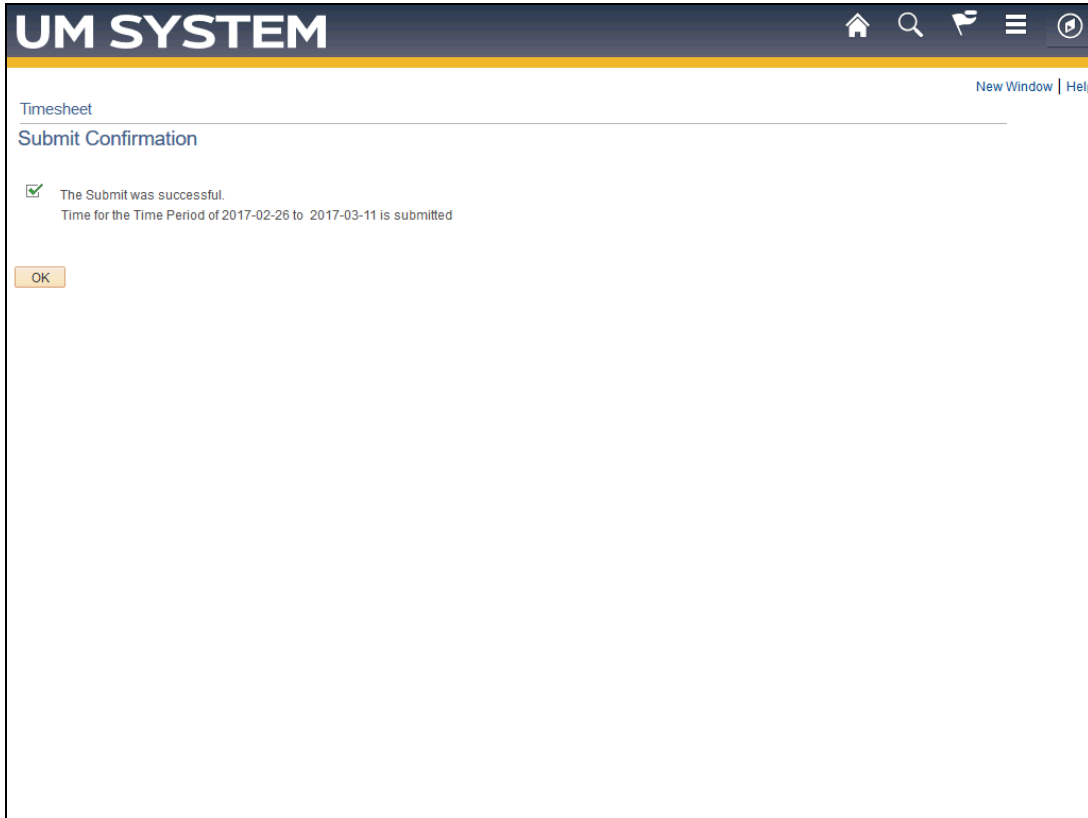 UM SYSTEM
New Window | Help
Timesheet
Submit Confirmation
The Submit was successful.
Time for the Time Period of 2017-02-26 to 2017-03-11 is submitted
OK